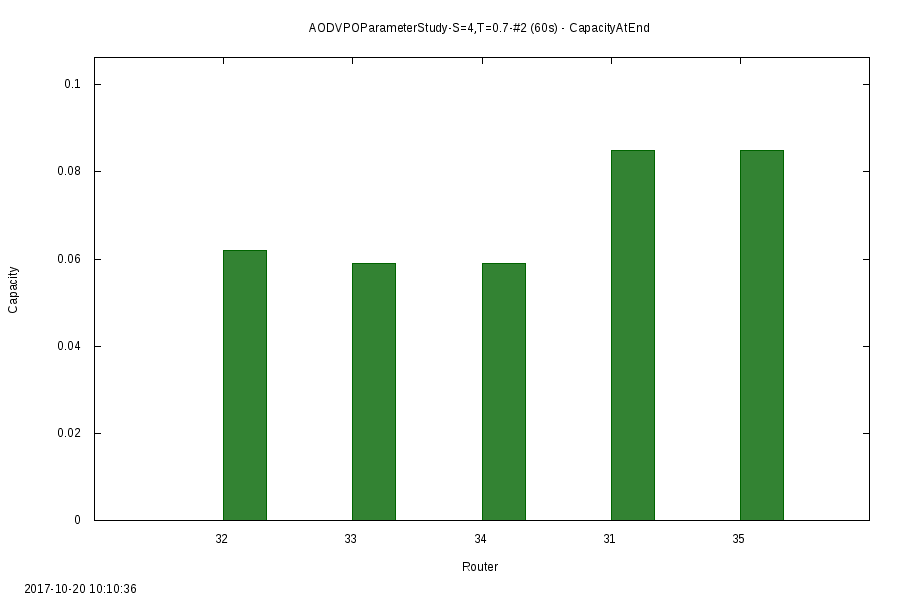 AODVPOParameterStudy-S=4,T=0.7-#2 (60s) - CapacityAtEnd
0.1
0.08
0.06
0.04
0.02
0
Capacity
32 33 34 31 35
Router
2017-10-20 10:10:36